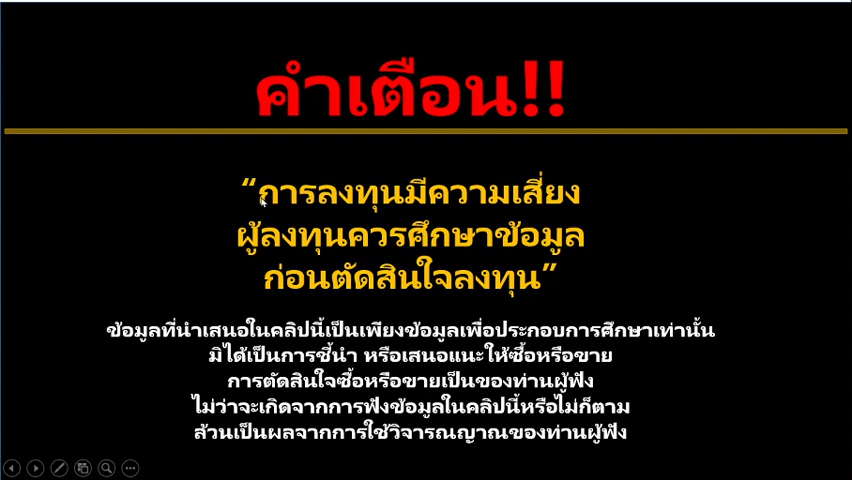 คำเตือน!!
“การลงทุนมีความเสี่ยง
ผู้ลงทุนควรศึกษาข้อมูล
ก่อนตัดสินใจลงทุน”
ข้อมูลที่นำเสนอในคลิปนี้เป็นเพียงข้อมูลเพื่อประกอบการศึกษาเท่านั้น
มิได้เป็นการชี้นำ หรือเสนอแนะให้ซื้อหรือขาย
การตัดสินใจซื้อหรือขายเป็นของท่านผู้ฟัง
ไม่ว่าจะเกิดจากการฟังข้อมูลในคลิปนี้หรือไม่ก็ตาม
ล้วนเป็นผลจากการใช้วิจารณญาณของท่านผู้ฟัง